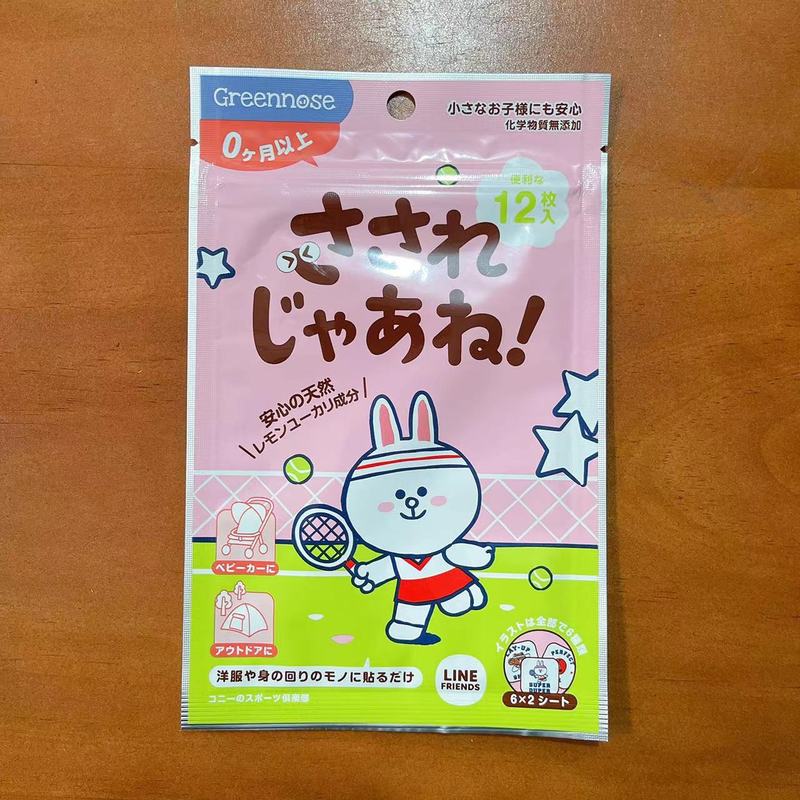 Greennose
0ヶ月以上
小さなお子様にも安心
化学物質無添加
便利な
12枚入
さされ
じゃあね!
安心の天然
レモンユーカリ成分
ベビーカーに
アウトドアに
洋服や身の回りのモノに貼るだけ
コニーのスポーツ倶楽部
LINE
FRIENDS
イラストは全部で6種類
PERFECT
SUPER
DUPER
6×2シート